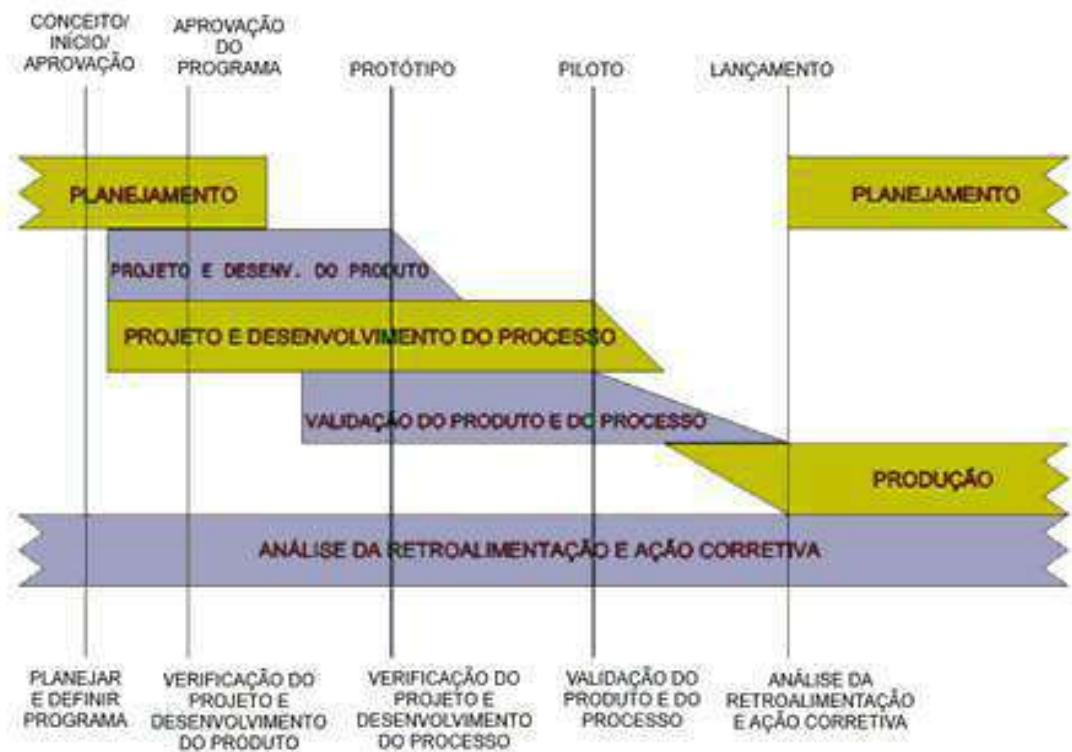 CONCEITO/
INÍCIO/
APROVAÇÃO
APROVAÇÃO
DO
PROGRAMA
PROTÓTIPO
PILOTO
LANÇAMENTO
PLANEJAMENTO
PLANEJAMENTO
PROJETO E DESENV. DO PRODUTO
PROJETO E DESENVOLVIMENTO DO PROCESSO
VALIDAÇÃO DO PRODUTO E DO PROCESSO
PRODUÇÃO
ANÁLISE DA RETROALIMENTAÇÃO E AÇÃO CORRETIVA
PLANEJAR
E DEFINIR
PROGRAMA
VERIFICAÇÃO DO
PROJETO E
DESENVOLVIMENTO
DO PRODUTO
VERIFICAÇÃO DO
PROJETO E
DESENVOLVIMENTO
DO PROCESSO
VALIDAÇÃO DO
PRODUTO E DO
PROCESSO
ANÁLISE DA
RETROALIMENTAÇÃO
E AÇÃO CORRETIVA